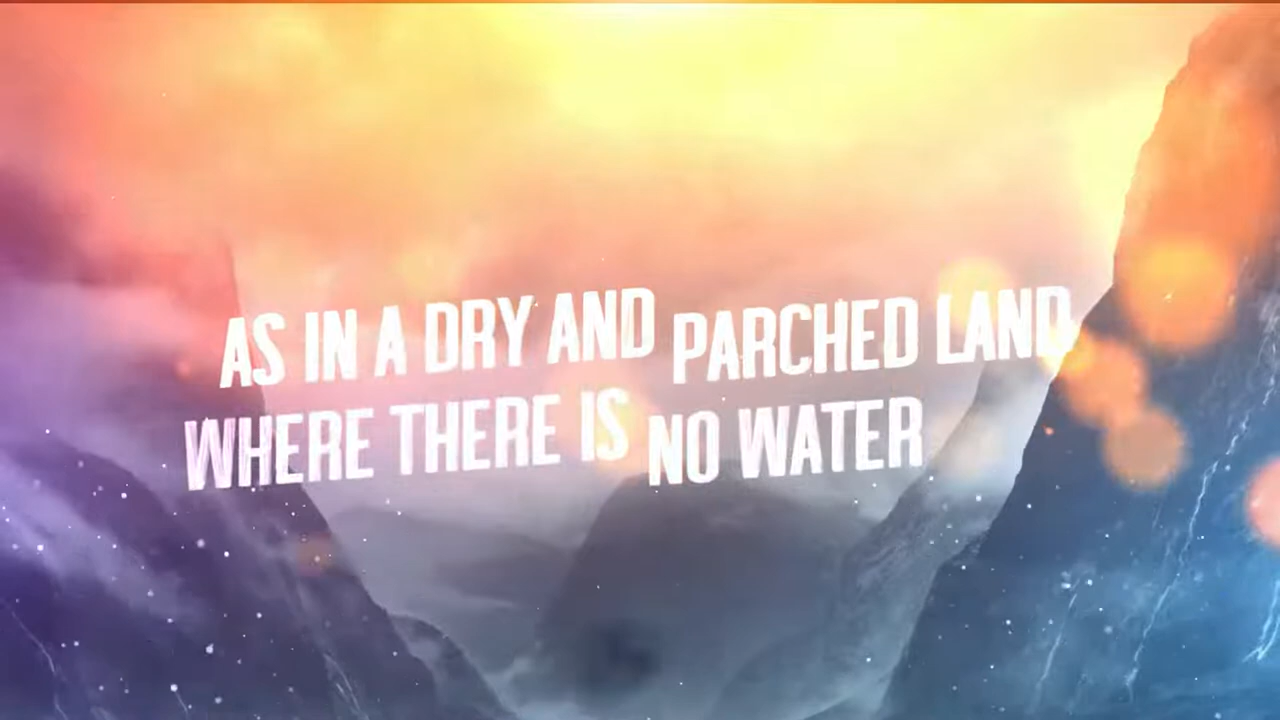 AS IN A DRY AND PARCHED LAND
WHERE THERE IS NO WATER